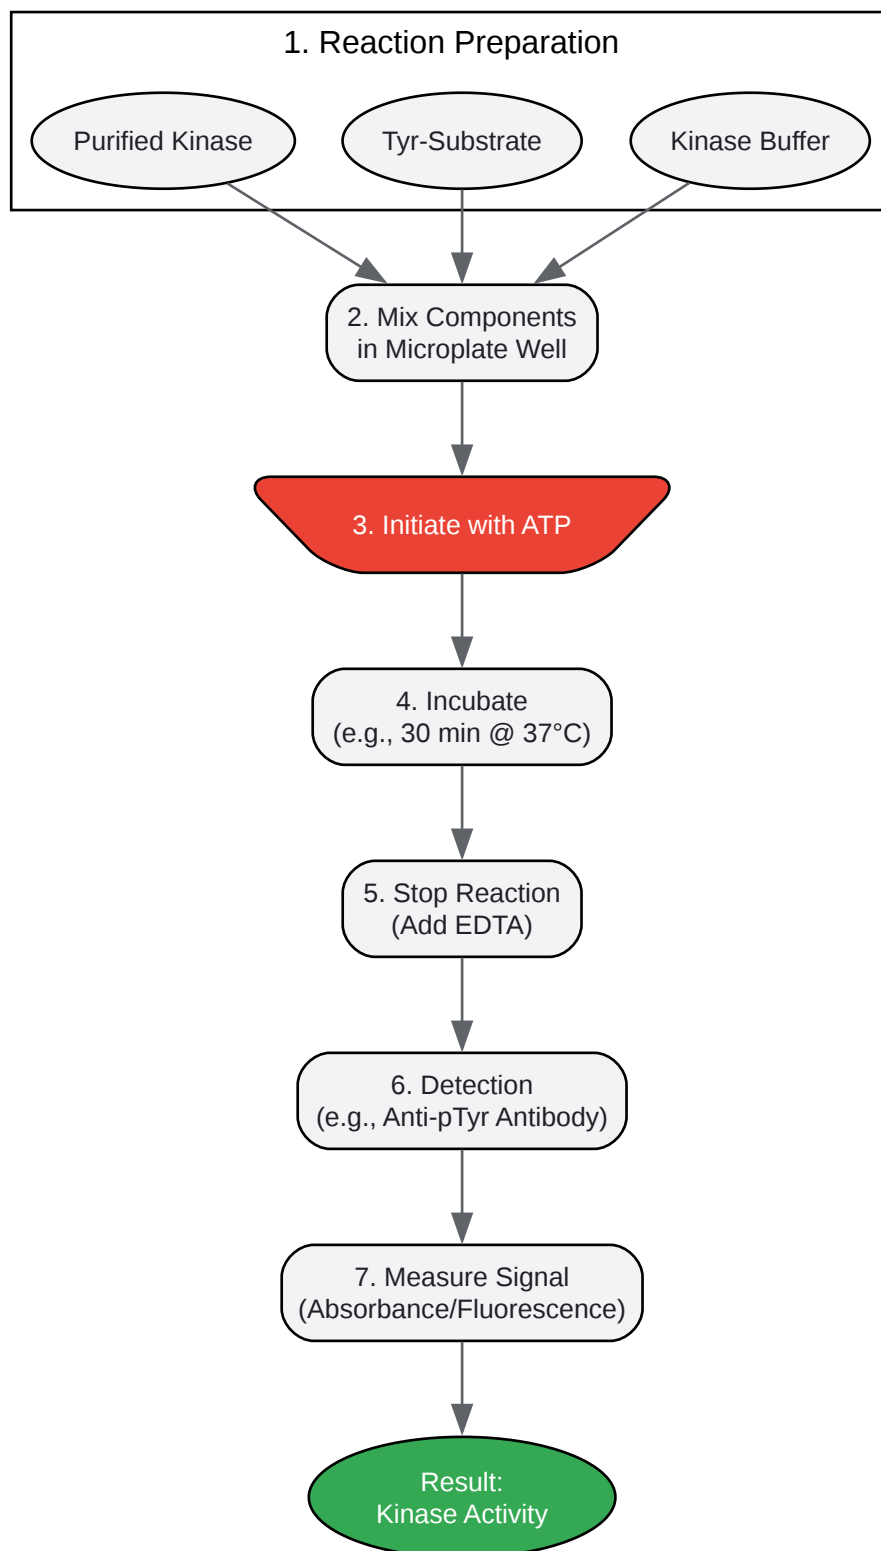 1. Reaction Preparation
Purified Kinase
Tyr-Substrate
Kinase Buffer
2. Mix Components
in Microplate Well
3. Initiate with ATP
4. Incubate
(e.g., 30 min @ 37°C)
5. Stop Reaction
(Add EDTA)
6. Detection
(e.g., Anti-pTyr Antibody)
7. Measure Signal
(Absorbance/Fluorescence)
Result:
Kinase Activity